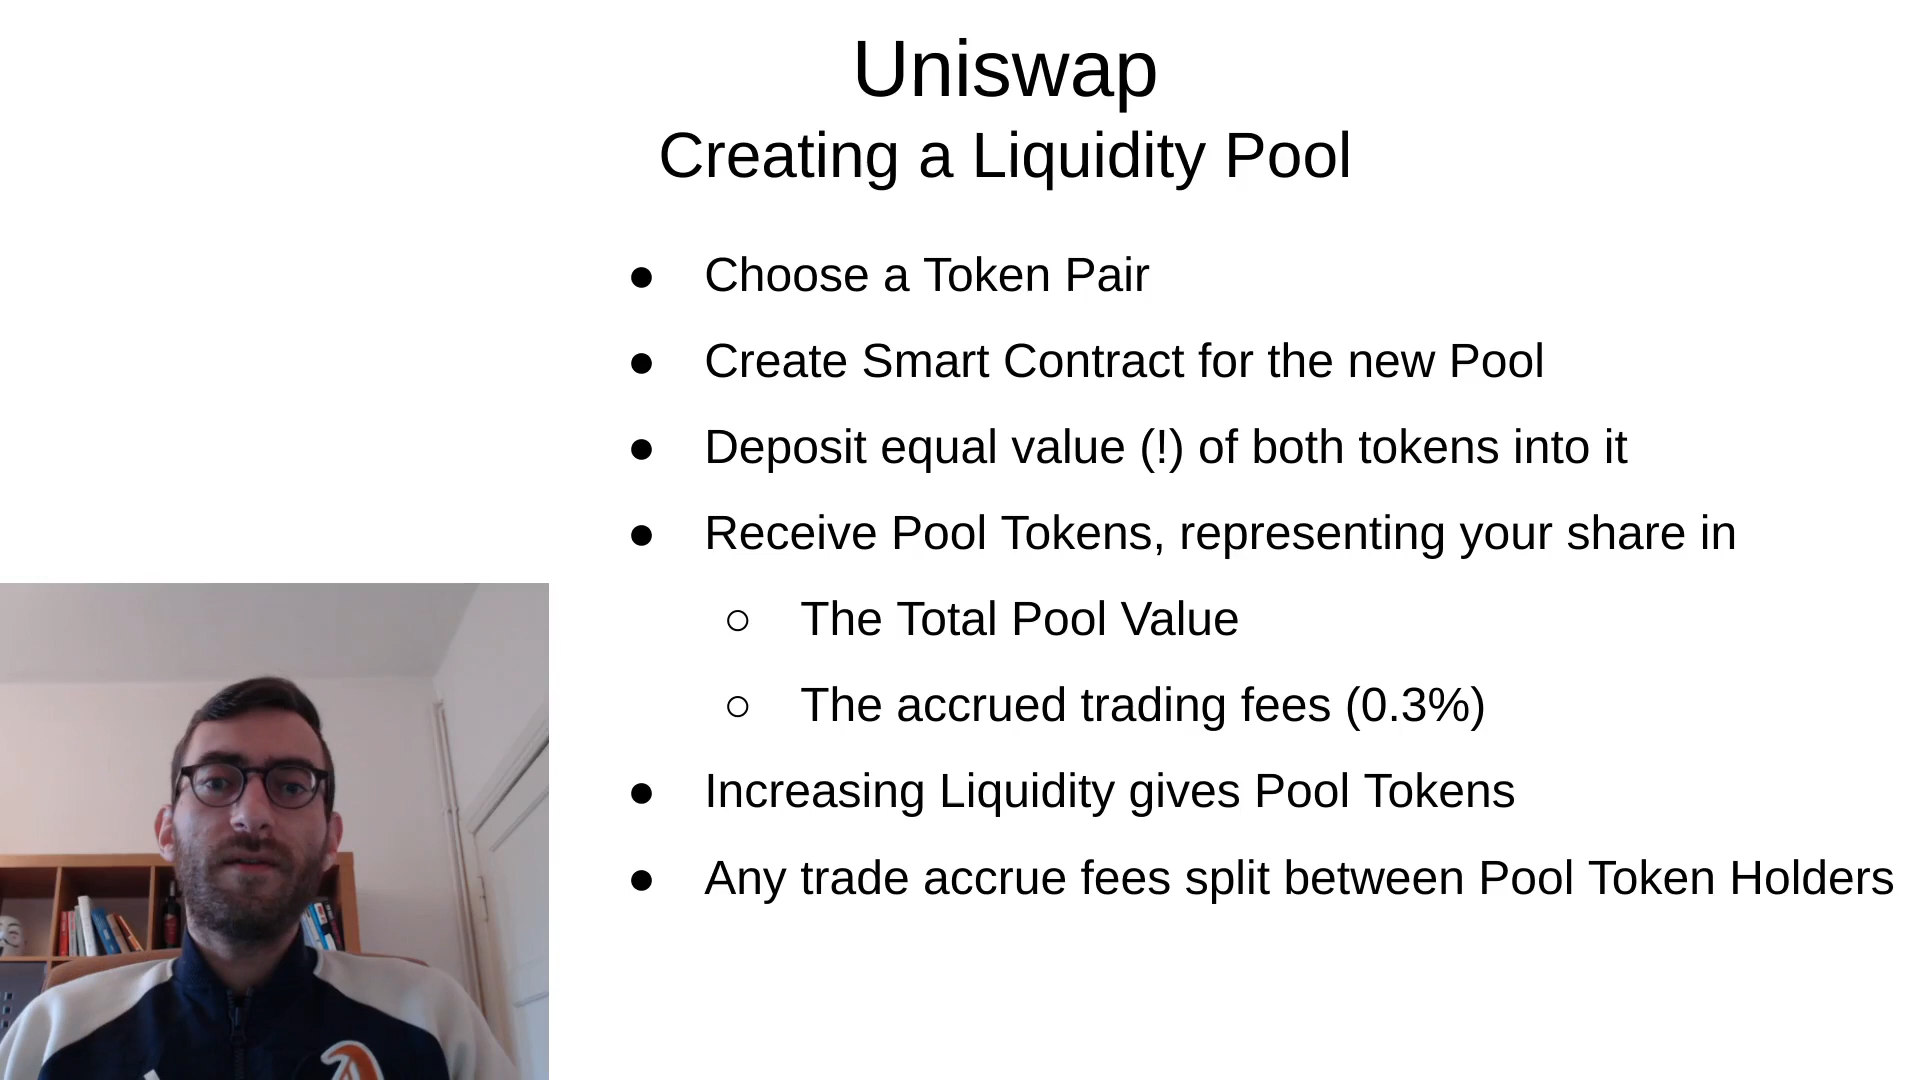 Uniswap
Creating a Liquidity Pool
● Choose a Token Pair
● Create Smart Contract for the new Pool
● Deposit equal value (!) of both tokens into it
● Receive Pool Tokens, representing your share in
○ The Total Pool Value
○ The accrued trading fees (0.3%)
● Increasing Liquidity gives Pool Tokens
● Any trade accrue fees split between Pool Token Holders